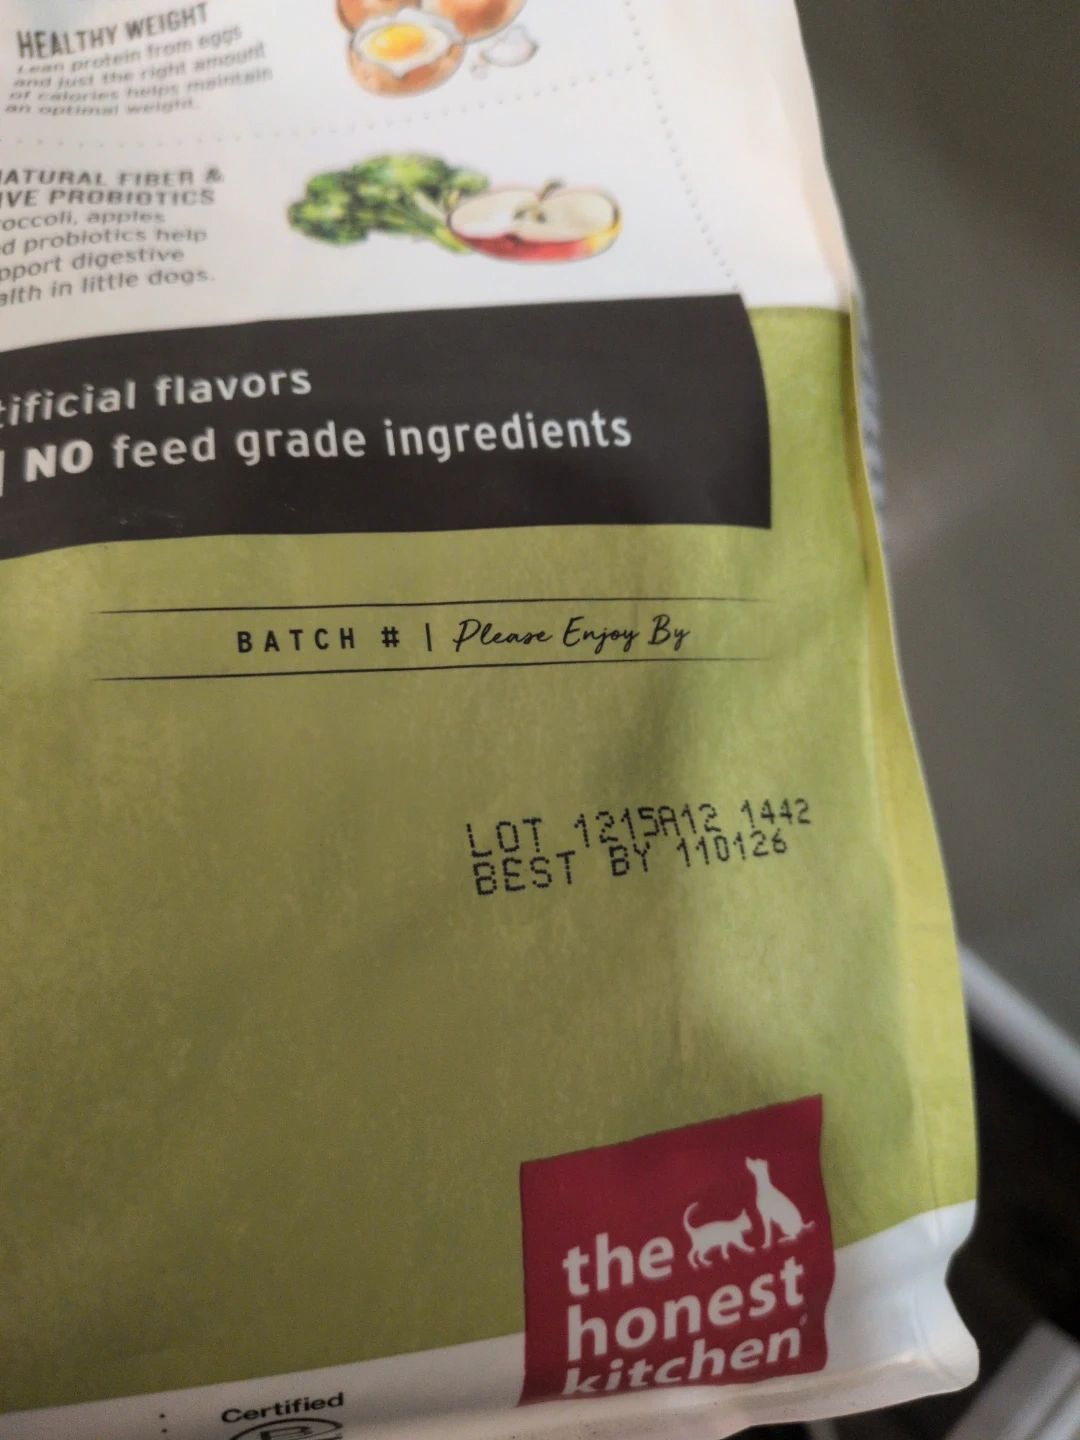 HEALTHY WEIGHT
Lean protein from eggs
and just the right amount
of calories helps maintain
an optimal weight.
ATURAL FIBER &
IVE PROBIOTICS
roccoli, apples
d probiotics help
pport digestive
alth in little dogs.
tificial flavors
| NO feed grade ingredients
BATCH # | Please Enjoy By
LOT 1215A12 1442
BEST BY 110126
the
honest
kitchen
Certified
B